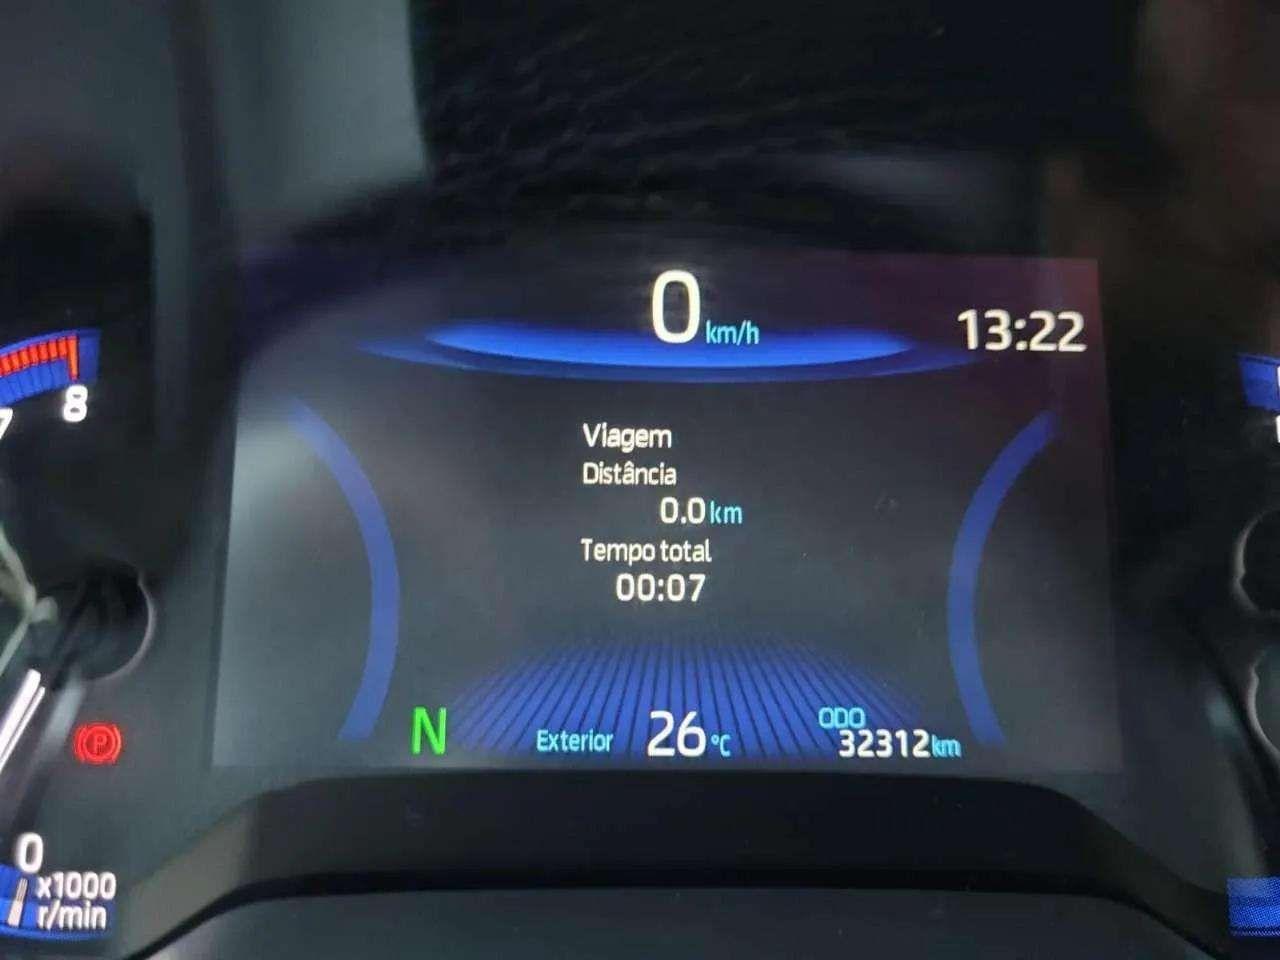 0 km/h
13:22
8
7
Viagem
Distância
0.0 km
Tempo total
00:07
N
Exterior 26 °C
ODO
32312 km
P
0
x1000
r/min